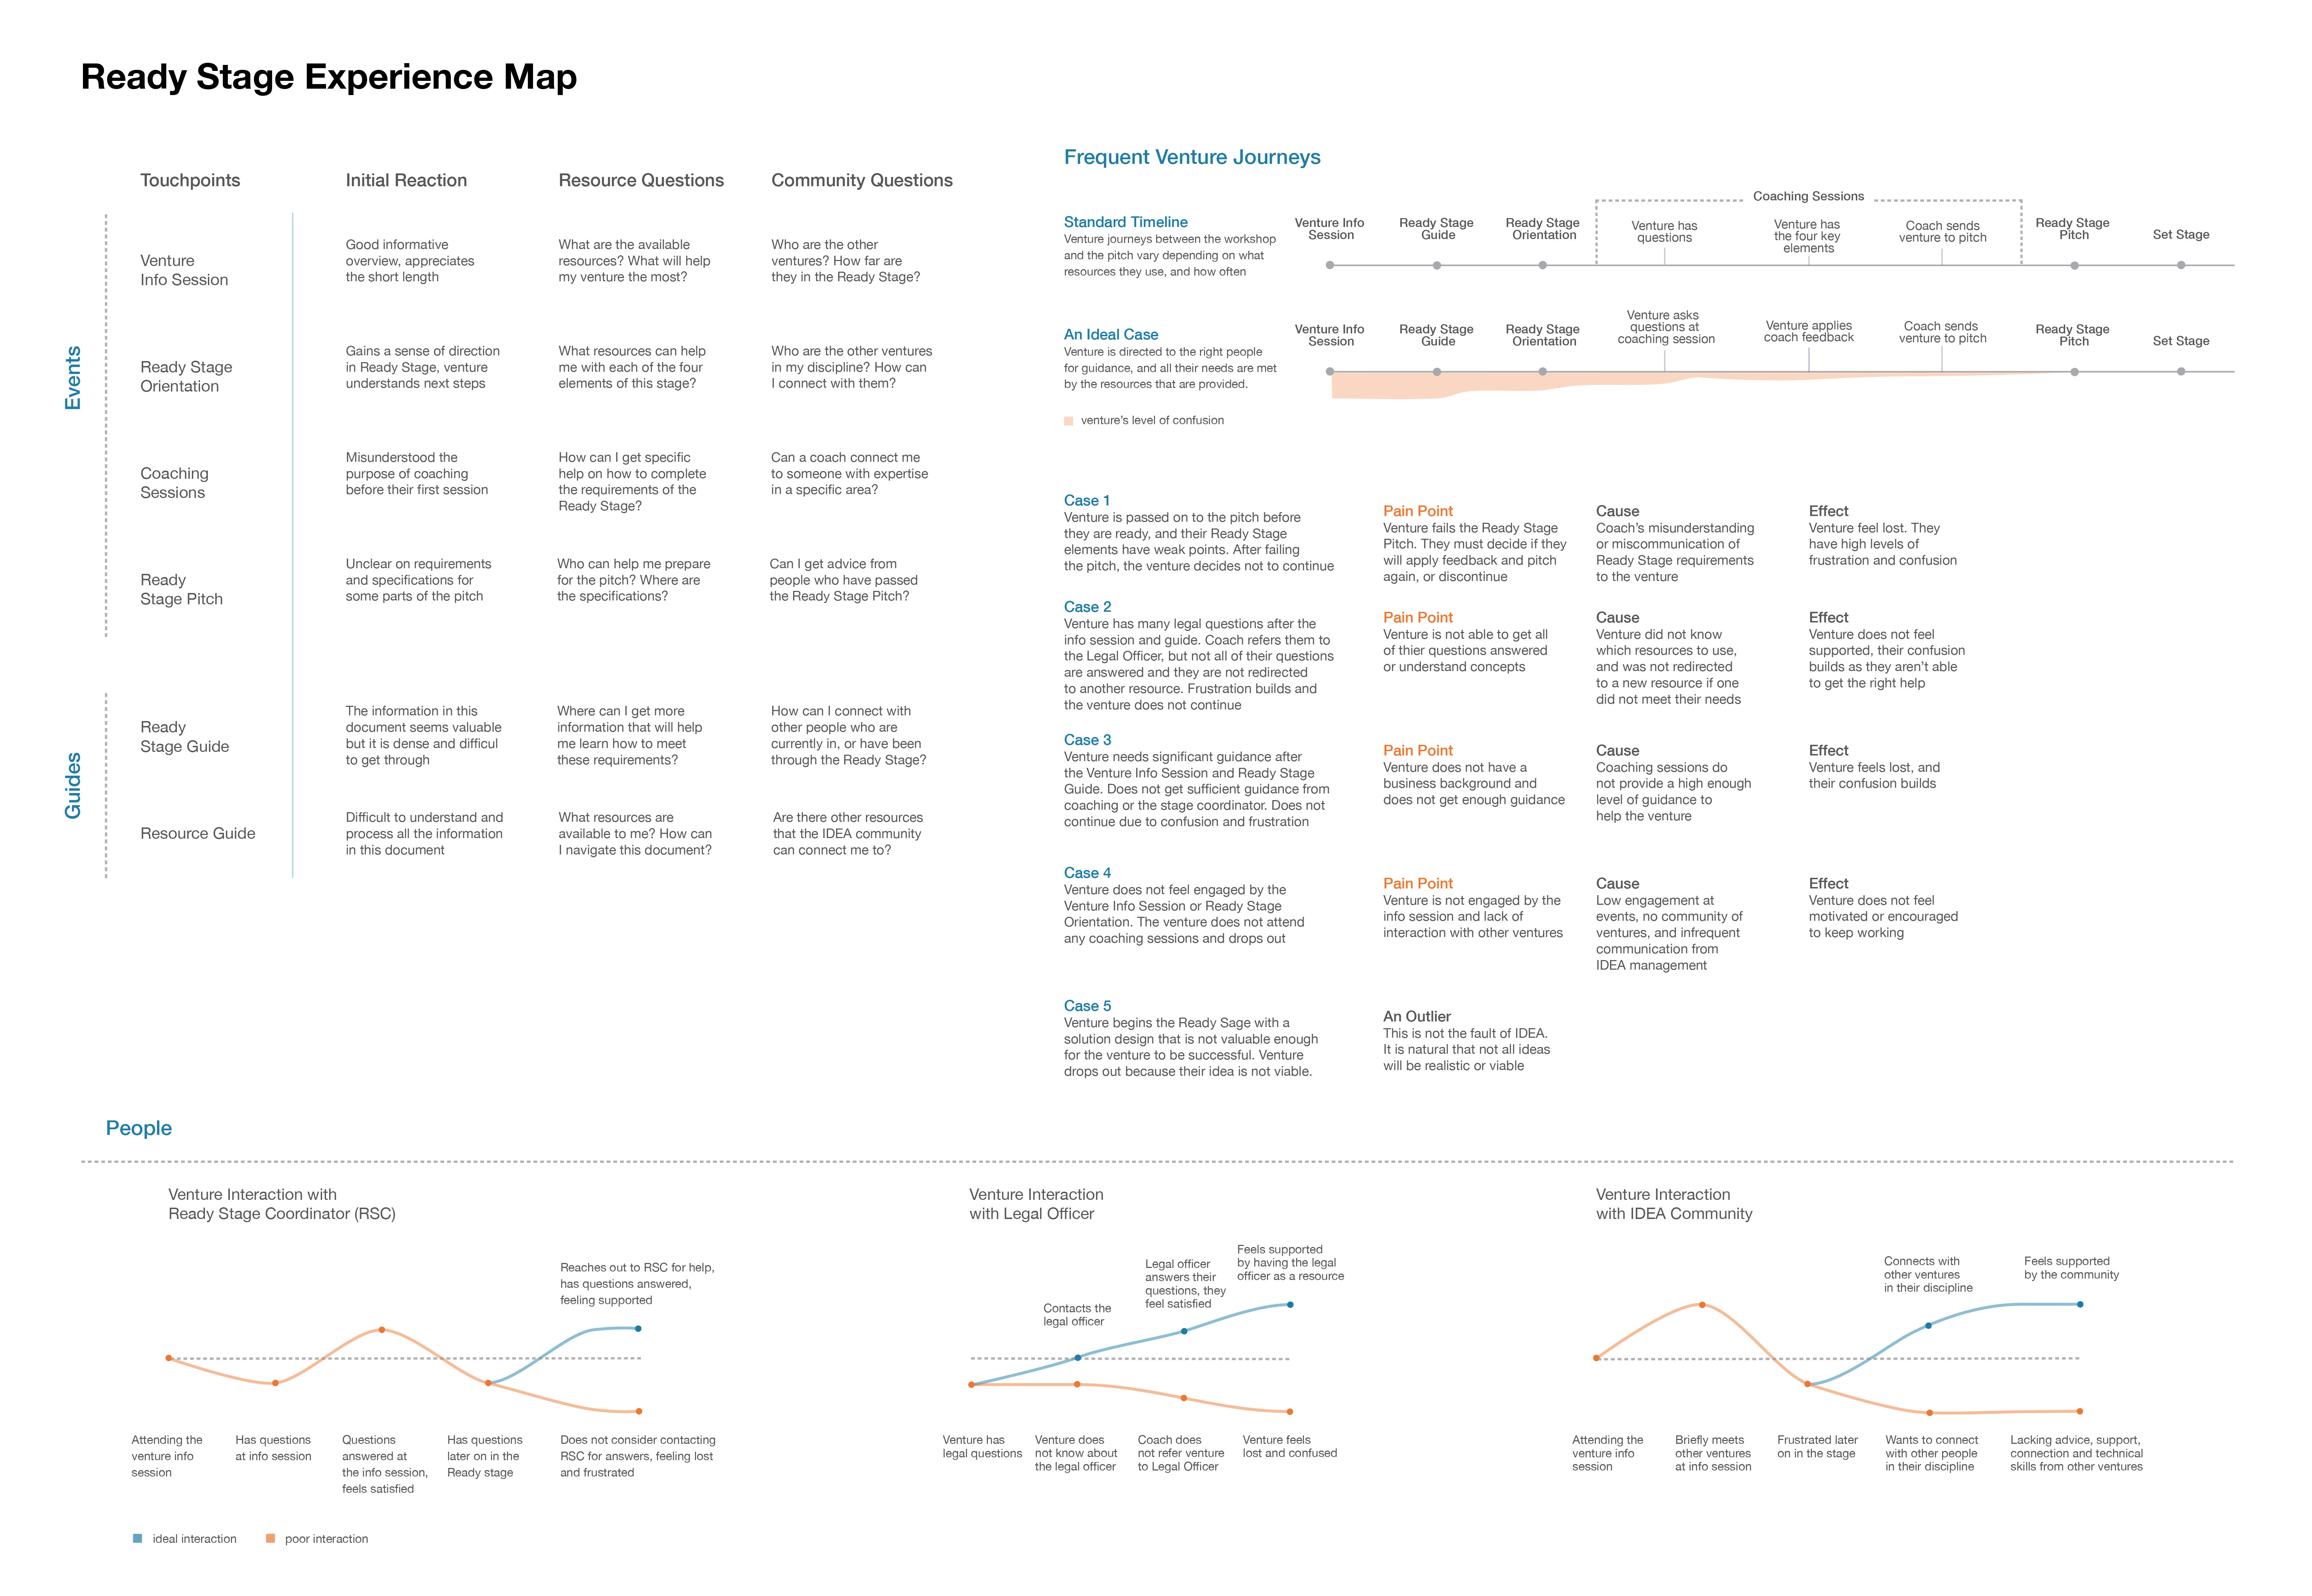 Ready Stage Experience Map
Touchpoints
Initial Reaction
Resource Questions
Community Questions
Events
Venture
Info Session
Good informative
overview, appreciates
the short length
What are the available
resources? What will help
my venture the most?
Who are the other
ventures? How far are
they in the Ready Stage?
Ready Stage
Orientation
Gains a sense of direction
in Ready Stage, venture
understands next steps
What resources can help
me with each of the four
elements of this stage?
Who are the other ventures
in my discipline? How can
I connect with them?
Coaching
Sessions
Misunderstood the
purpose of coaching
before their first session
How can I get specific
help on how to complete
the requirements of the
Ready Stage?
Can a coach connect me
to someone with expertise
in a specific area?
Ready
Stage Pitch
Unclear on requirements
and specifications for
some parts of the pitch
Who can help me prepare
for the pitch? Where are
the specifications?
Can I get advice from
people who have passed
the Ready Stage Pitch?
Guides
Ready
Stage Guide
The information in this
document seems valuable
but it is dense and difficul
to get through
Where can I get more
information that will help
me learn how to meet
these requirements?
How can I connect with
other people who are
currently in, or have been
through the Ready Stage?
Resource Guide
Difficult to understand and
process all the information
in this document
What resources are
available to me? How can
I navigate this document?
Are there other resources
that the IDEA community
can connect me to?
Frequent Venture Journeys
Standard Timeline
Venture journeys between the workshop
and the pitch vary depending on what
resources they use, and how often
Coaching Sessions
Venture Info
Session
Ready Stage
Guide
Ready Stage
Orientation
Venture has
questions
Venture has
the four key
elements
Coach sends
venture to pitch
Ready Stage
Pitch
Set Stage
An Ideal Case
Venture is directed to the right people
for guidance, and all their needs are met
by the resources that are provided.
Venture Info
Session
Ready Stage
Guide
Ready Stage
Orientation
Venture asks
questions at
coaching session
Venture applies
coach feedback
Coach sends
venture to pitch
Ready Stage
Pitch
Set Stage
venture's level of confusion
Case 1
Venture is passed on to the pitch before
they are ready, and their Ready Stage
elements have weak points. After failing
the pitch, the venture decides not to continue
Pain Point
Venture fails the Ready Stage
Pitch. They must decide if they
will apply feedback and pitch
again, or discontinue
Cause
Coach's misunderstanding
or miscommunication of
Ready Stage requirements
to the venture
Effect
Venture feel lost. They
have high levels of
frustration and confusion
Case 2
Venture has many legal questions after the
info session and guide. Coach refers them to
the Legal Officer, but not all of their questions
are answered and they are not redirected
to another resource. Frustration builds and
the venture does not continue
Pain Point
Venture is not able to get all
of thier questions answered
or understand concepts
Cause
Venture did not know
which resources to use,
and was not redirected
to a new resource if one
did not meet their needs
Effect
Venture does not feel
supported, their confusion
builds as they aren't able
to get the right help
Case 3
Venture needs significant guidance after
the Venture Info Session and Ready Stage
Guide. Does not get sufficient guidance from
coaching or the stage coordinator. Does not
continue due to confusion and frustration
Pain Point
Venture does not have a
business background and
does not get enough guidance
Cause
Coaching sessions do
not provide a high enough
level of guidance to
help the venture
Effect
Venture feels lost, and
their confusion builds
Case 4
Venture does not feel engaged by the
Venture Info Session or Ready Stage
Orientation. The venture does not attend
any coaching sessions and drops out
Pain Point
Venture is not engaged by the
info session and lack of
interaction with other ventures
Cause
Low engagement at
events, no community of
ventures, and infrequent
communication from
IDEA management
Effect
Venture does not feel
motivated or encouraged
to keep working
Case 5
Venture begins the Ready Sage with a
solution design that is not valuable enough
for the venture to be successful. Venture
drops out because their idea is not viable.
An Outlier
This is not the fault of IDEA.
It is natural that not all ideas
will be realistic or viable
People
Venture Interaction with
Ready Stage Coordinator (RSC)
Reaches out to RSC for help,
has questions answered,
feeling supported
Attending the
venture info
session
Has questions
at info session
Questions
answered at
the info session,
feels satisfied
Has questions
later on in the
Ready stage
Does not consider contacting
RSC for answers, feeling lost
and frustrated
Venture Interaction
with Legal Officer
Contacts the
legal officer
Legal officer
answers their
questions, they
feel satisfied
Feels supported
by having the legal
officer as a resource
Venture has
legal questions
Venture does
not know about
the legal officer
Coach does
not refer venture
to Legal Officer
Venture feels
lost and confused
Venture Interaction
with IDEA Community
Connects with
other ventures
in their discipline
Feels supported
by the community
Attending the
venture info
session
Briefly meets
other ventures
at info session
Frustrated later
on in the stage
Wants to connect
with other people
in their discipline
Lacking advice, support,
connection and technical
skills from other ventures
ideal interaction
poor interaction